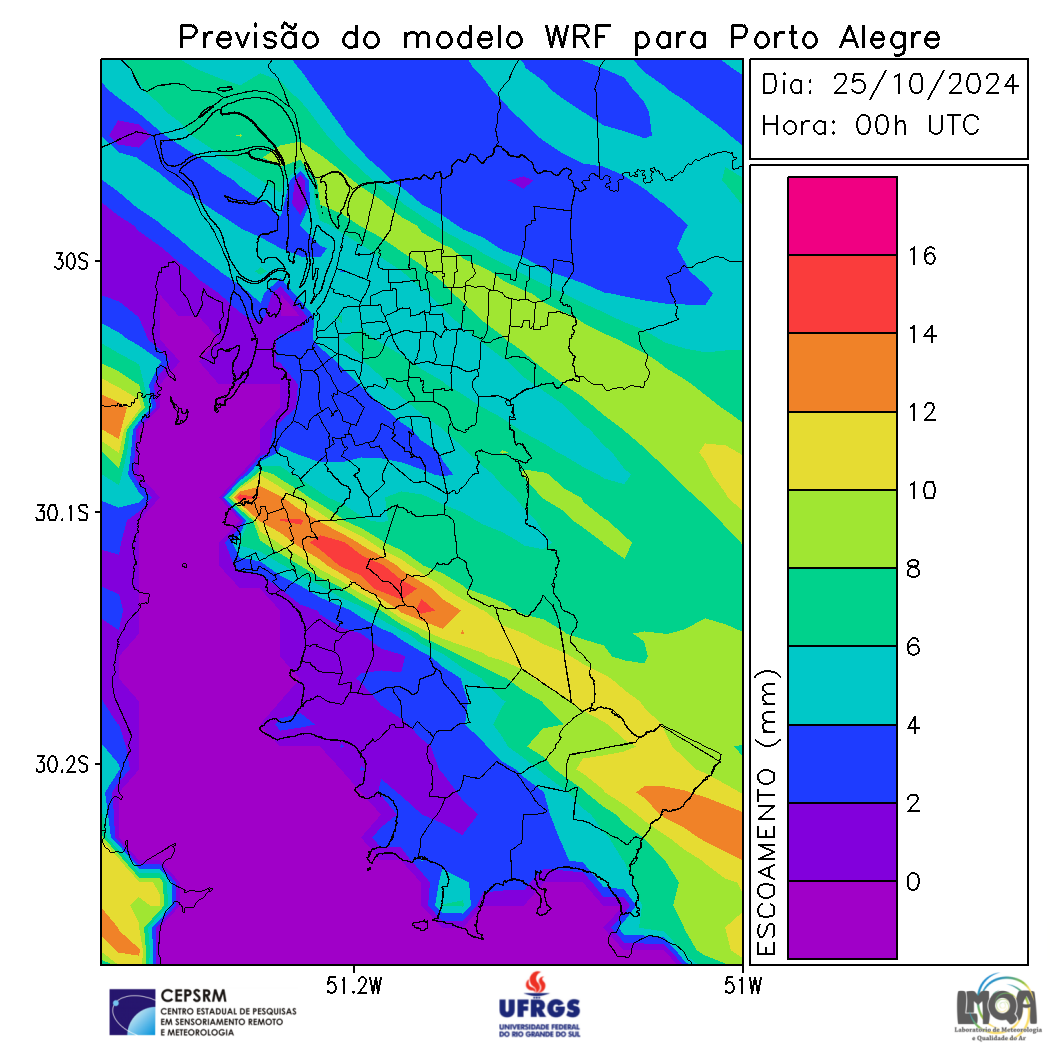 Previsão do modelo WRF para Porto Alegre
Dia: 25/10/2024
Hora: 00h UTC
30S
30.1S
30.2S
51.2W
51W
16
14
12
10
8
6
4
2
0
ESCOAMENTO (mm)
CEPSRM
CENTRO ESTADUAL DE PESQUISAS
EM SENSORIAMENTO REMOTO
E METEOROLOGIA
UFRGS
UNIVERSIDADE FEDERAL
DO RIO GRANDE DO SUL
LMQA
Laboratório de Meteorologia
e Qualidade do Ar